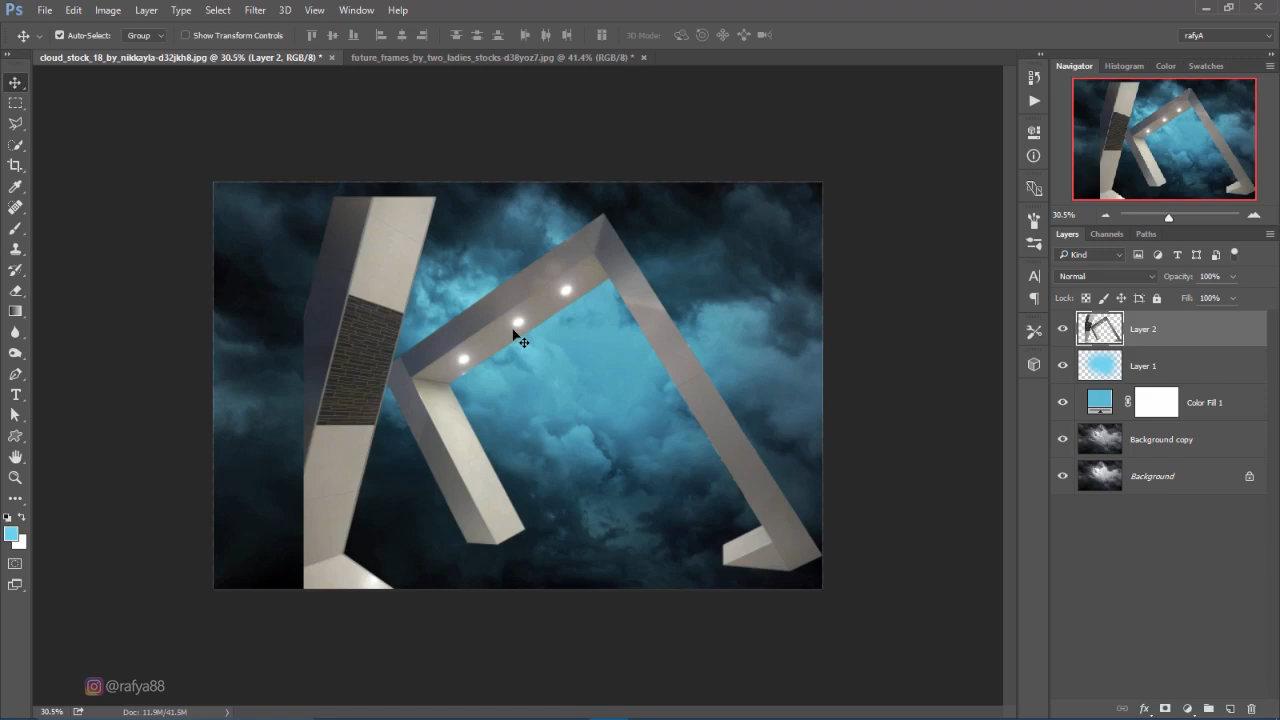 Ps File Edit Image Layer Type Select Filter 3D View Window Help
Auto-Select: Group Show Transform Controls 3D Mode: rafyA
cloud_stock_18_by_nikkayla-d32jkh8.jpg @ 30.5% (Layer 2, RGB/8) * × future_frames_by_two_ladies_stocks-d38yoz7.jpg @ 41.4% (RGB/8) * ×
Navigator Histogram Color Swatches
30.5%
Layers Channels Paths
Kind
Normal Opacity: 100%
Lock: Fill: 100%
Layer 2
Layer 1
Color Fill 1
Background copy
Background
@rafya88
30.5% Doc: 11.9M/41.5M